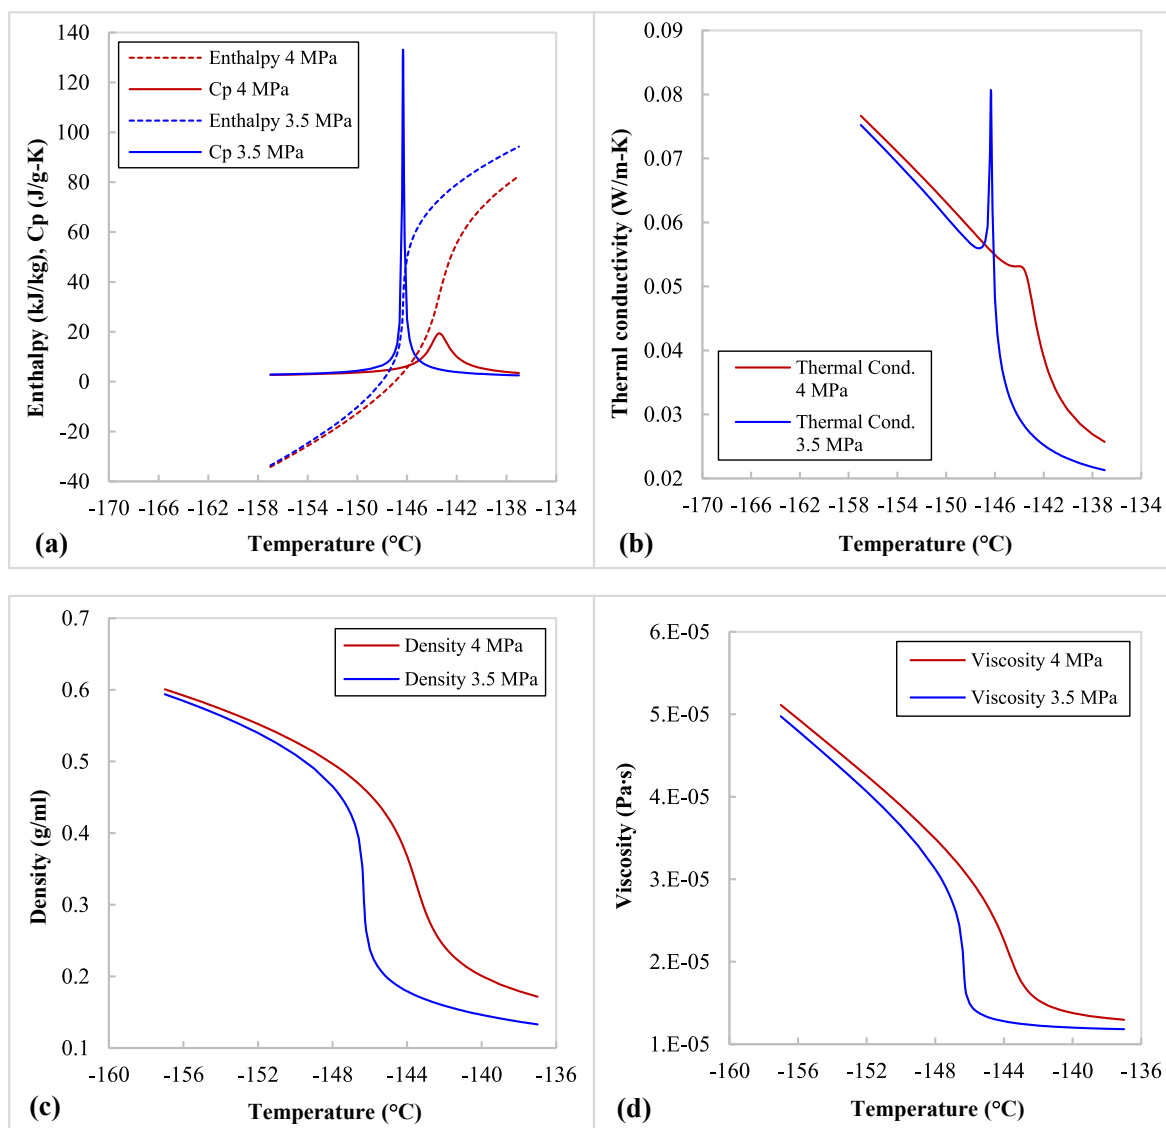 140
120
100
80
60
40
20
0
-20
-40
Enthalpy (kJ/kg), Cp (J/g-K)
Enthalpy 4 MPa
Cp 4 MPa
Enthalpy 3.5 MPa
Cp 3.5 MPa
-170 -166 -162 -158 -154 -150 -146 -142 -138 -134
(a)
Temperature (°C)
0.09
0.08
0.07
0.06
0.05
0.04
0.03
0.02
Therml conductivity (W/m-K)
Thermal Cond.
4 MPa
Thermal Cond.
3.5 MPa
-170 -166 -162 -158 -154 -150 -146 -142 -138 -134
(b)
Temperature (°C)
0.7
0.6
0.5
0.4
0.3
0.2
0.1
Density (g/ml)
Density 4 MPa
Density 3.5 MPa
-160 -156 -152 -148 -144 -140 -136
(c)
Temperature (°C)
6.E-05
5.E-05
4.E-05
3.E-05
2.E-05
1.E-05
Viscosity (Pa·s)
Viscosity 4 MPa
Viscosity 3.5 MPa
-160 -156 -152 -148 -144 -140 -136
(d)
Temperature (°C)